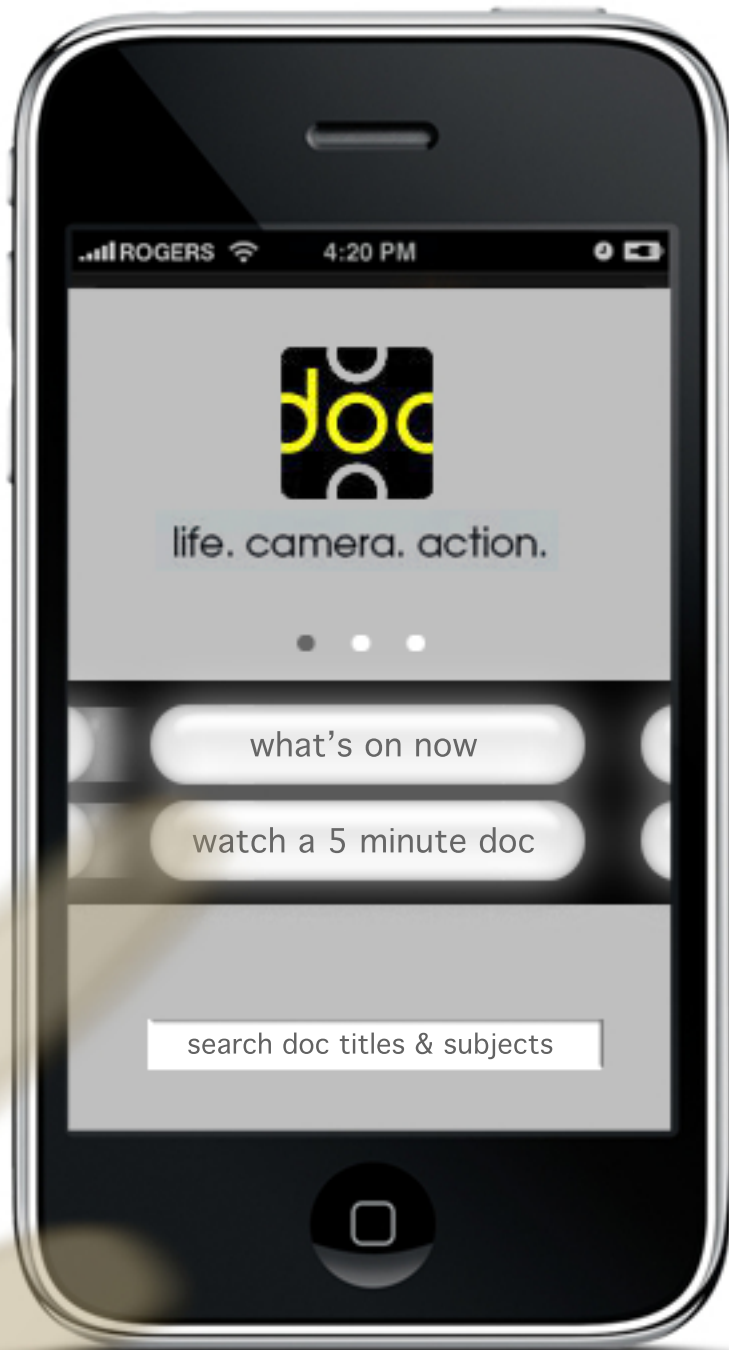 ROGERS 4:20 PM
doc
life. camera. action.
what's on now
watch a 5 minute doc
search doc titles & subjects